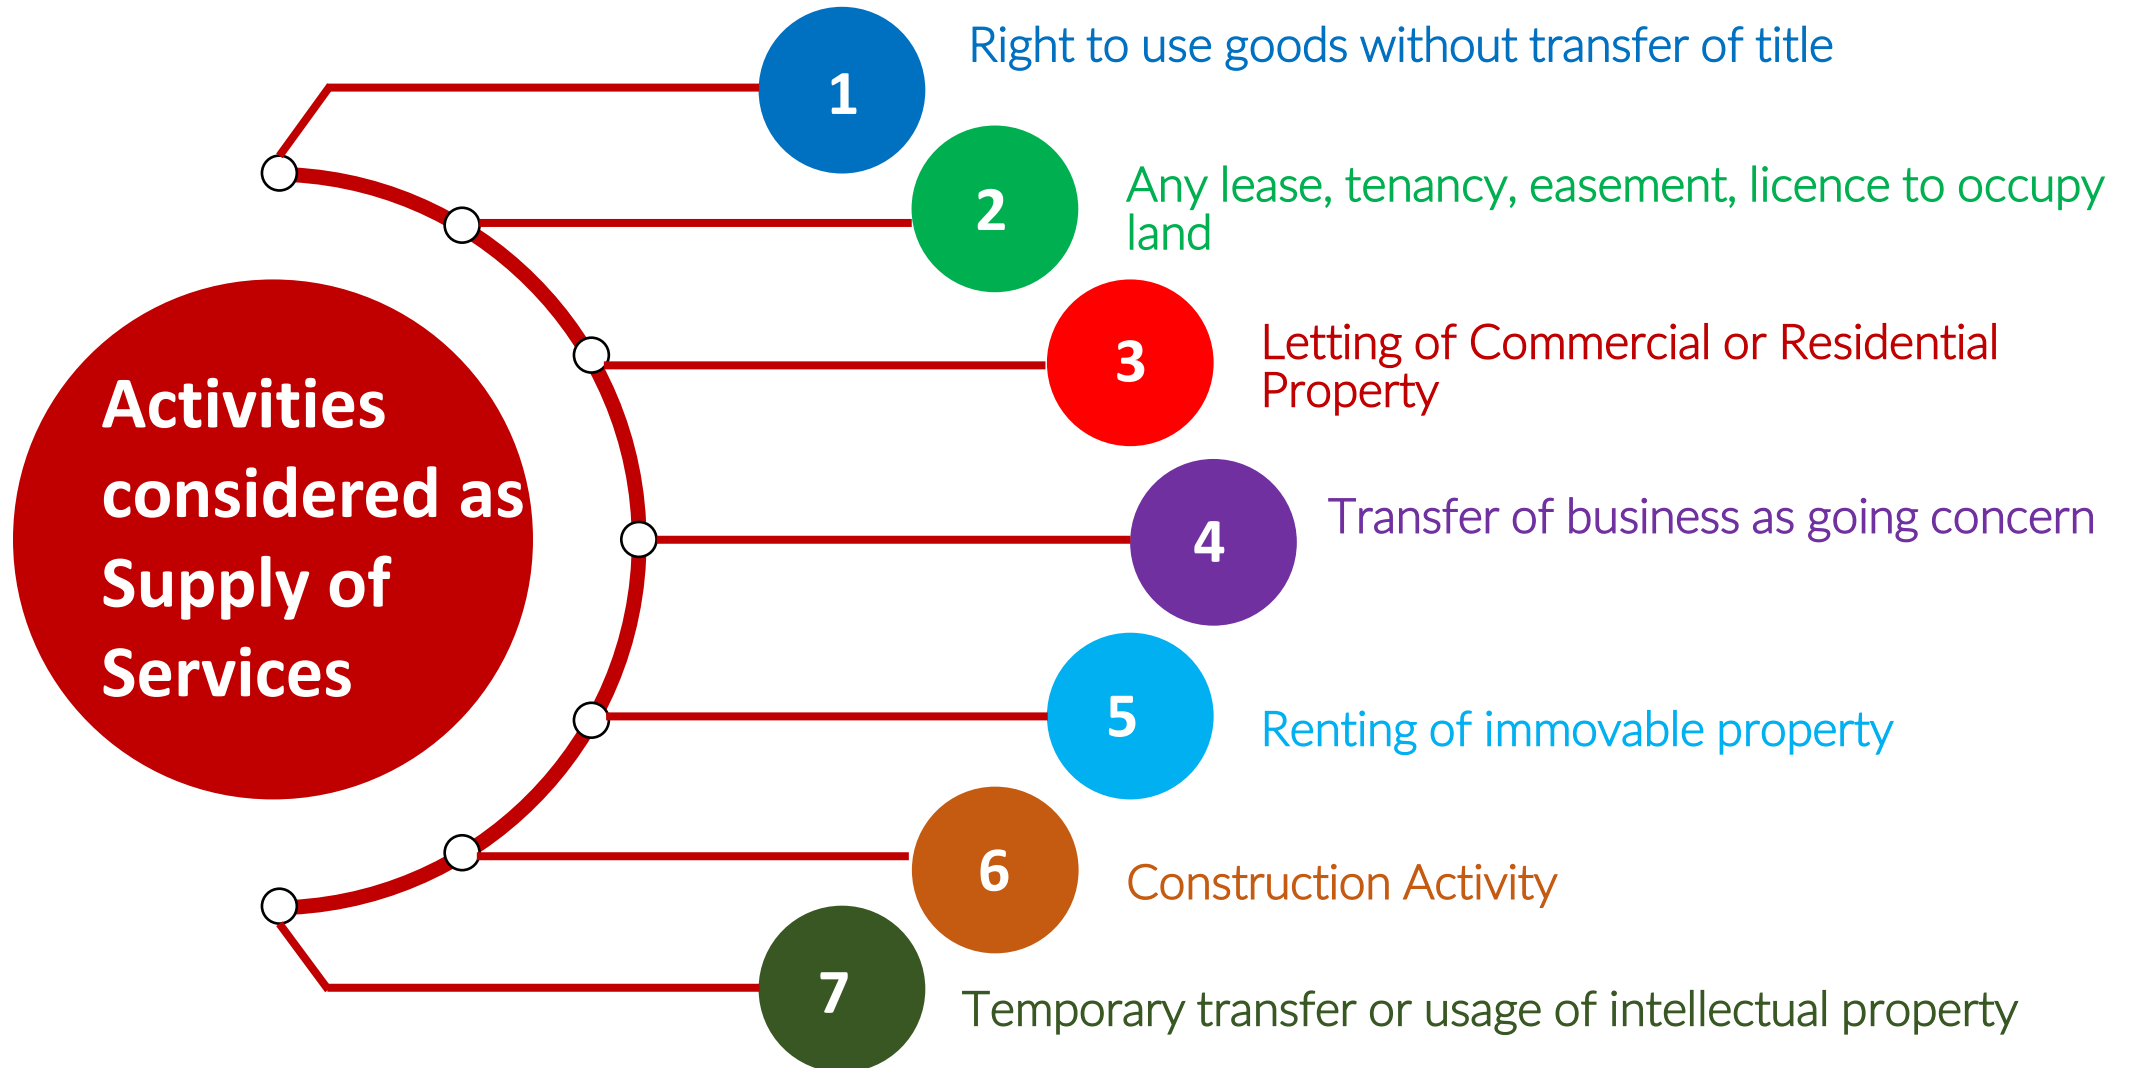 Activities
considered as
Supply of
Services
1
Right to use goods without transfer of title
2
Any lease, tenancy, easement, licence to occupy
land
3
Letting of Commercial or Residential
Property
4
Transfer of business as going concern
5
Renting of immovable property
6
Construction Activity
7
Temporary transfer or usage of intellectual property